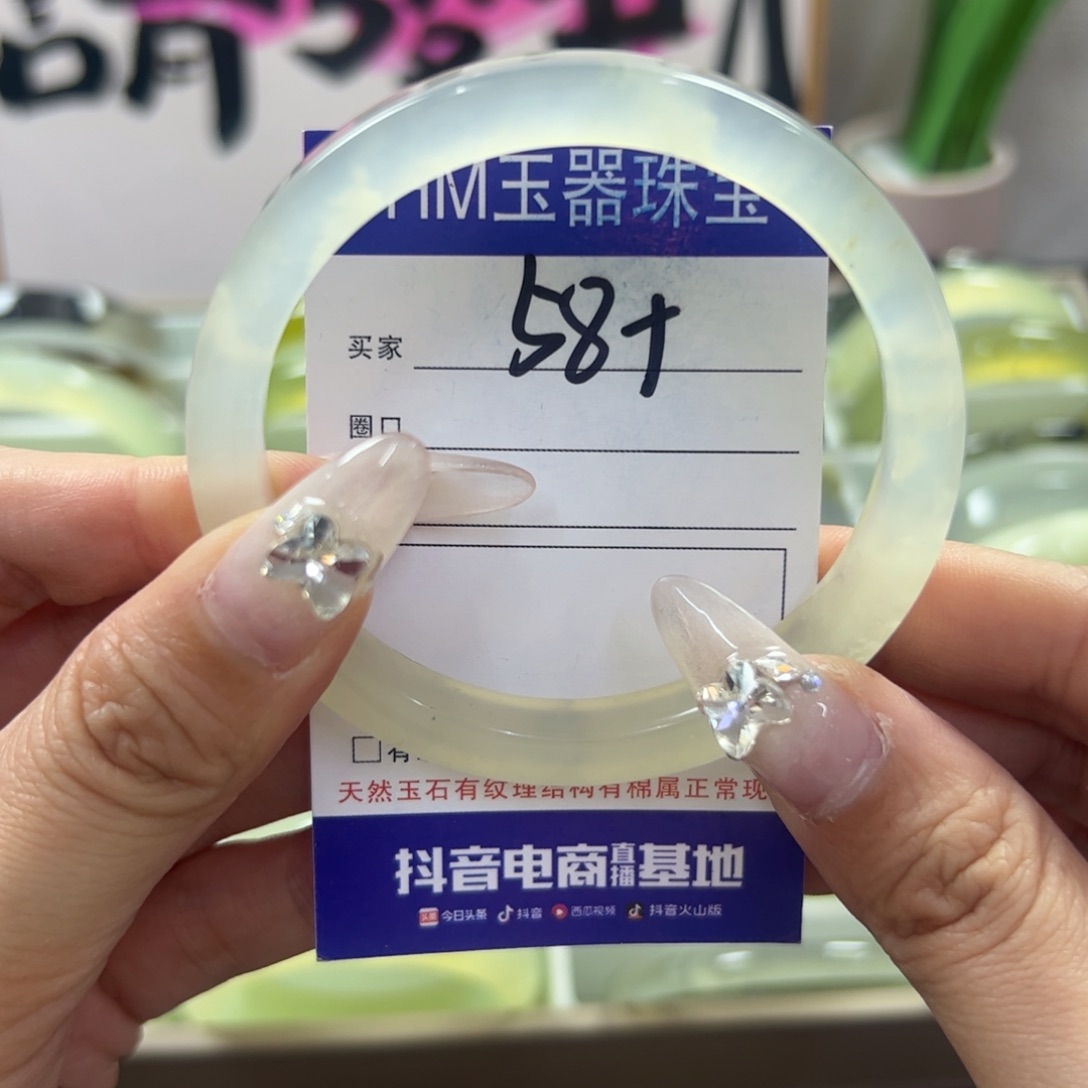 HM玉器珠宝
58+
买家
圈口
天然玉石有纹理结构有棉属正常现
抖音电商直播基地
今日头条 抖音 西瓜视频 抖音火山版